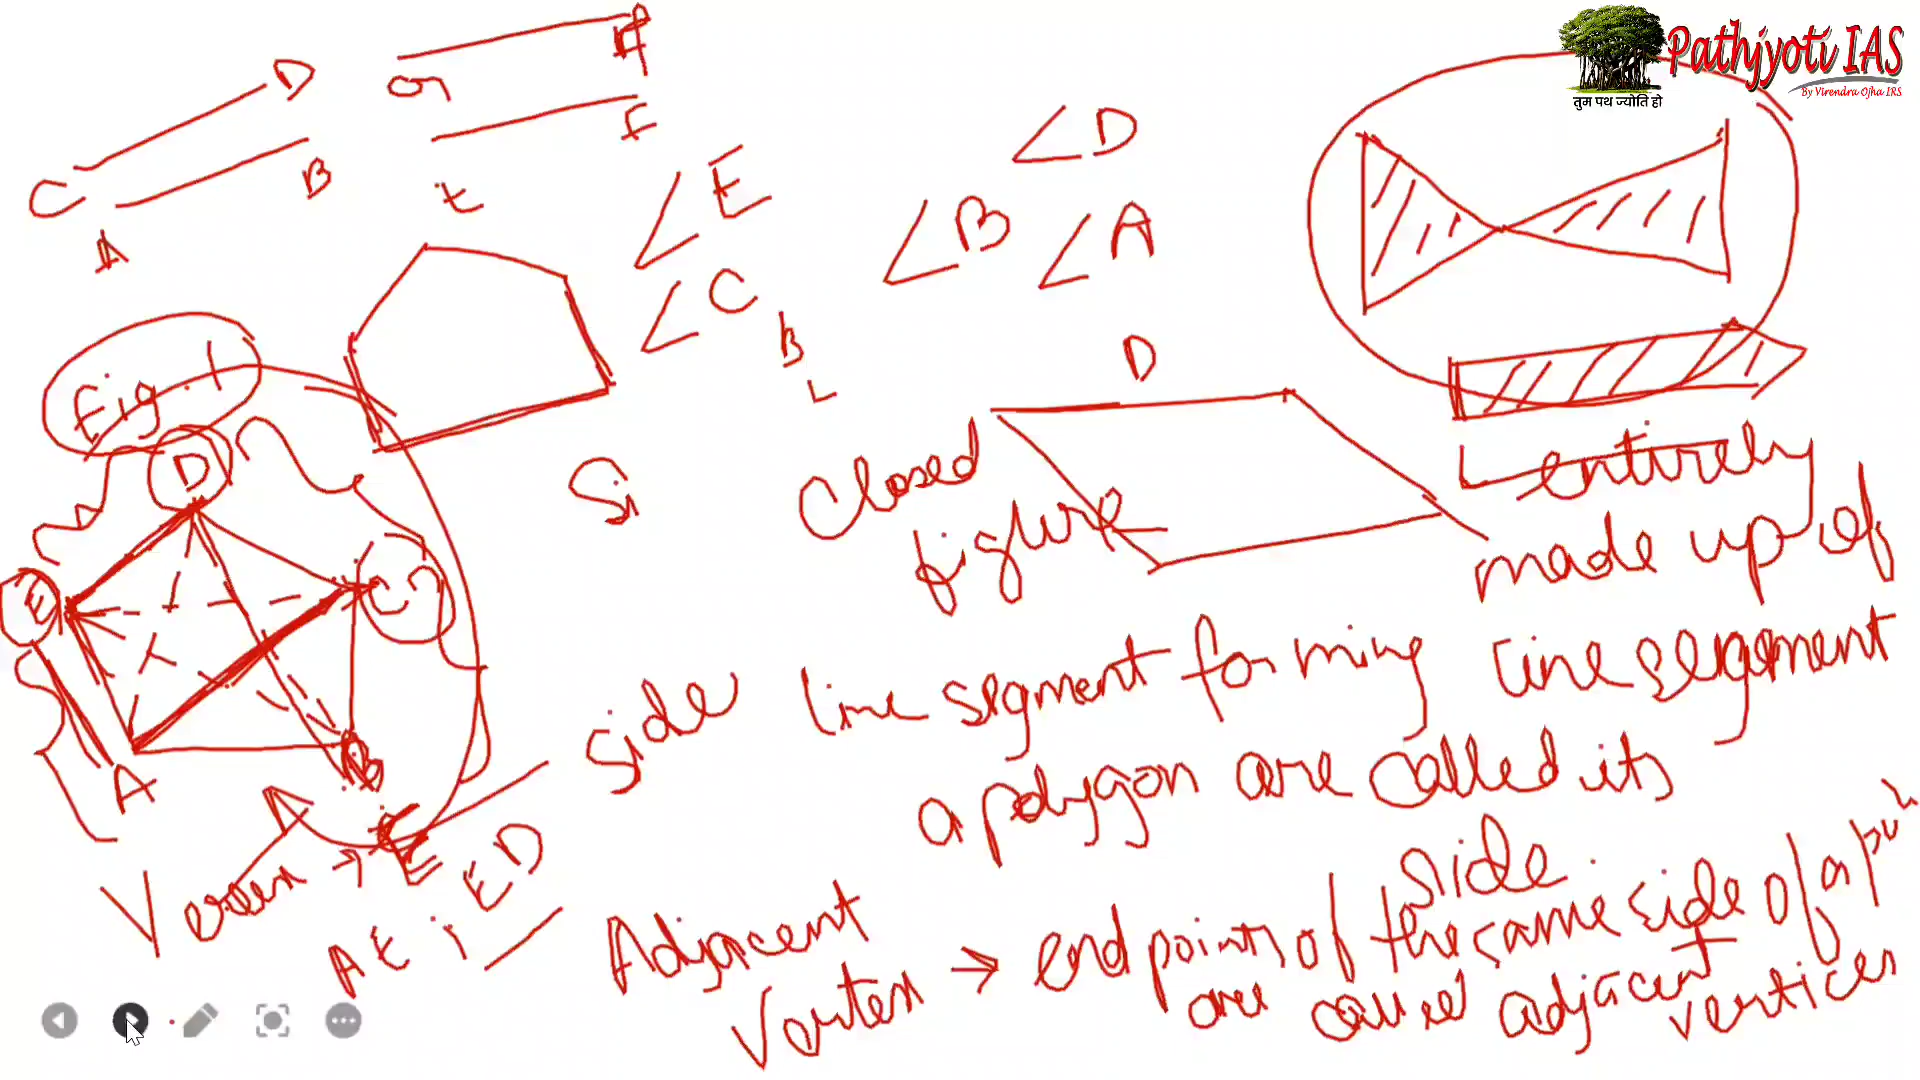 Pathjyoti IAS
By Virendra Ojha IRS
तुम पथ ज्योति हो
C D
A B
E F
∠E
∠D
∠B ∠A
∠C
B
D
Fig. 1
D
E
C
A
B
Si
Closed
figure
entirely
made up of
line segment
Side line segment forming
a polygon are called its
side
Vertex → E
AE ; ED
Adjacent
Vertex → end points of the same side of a
are called adjacent
vertices